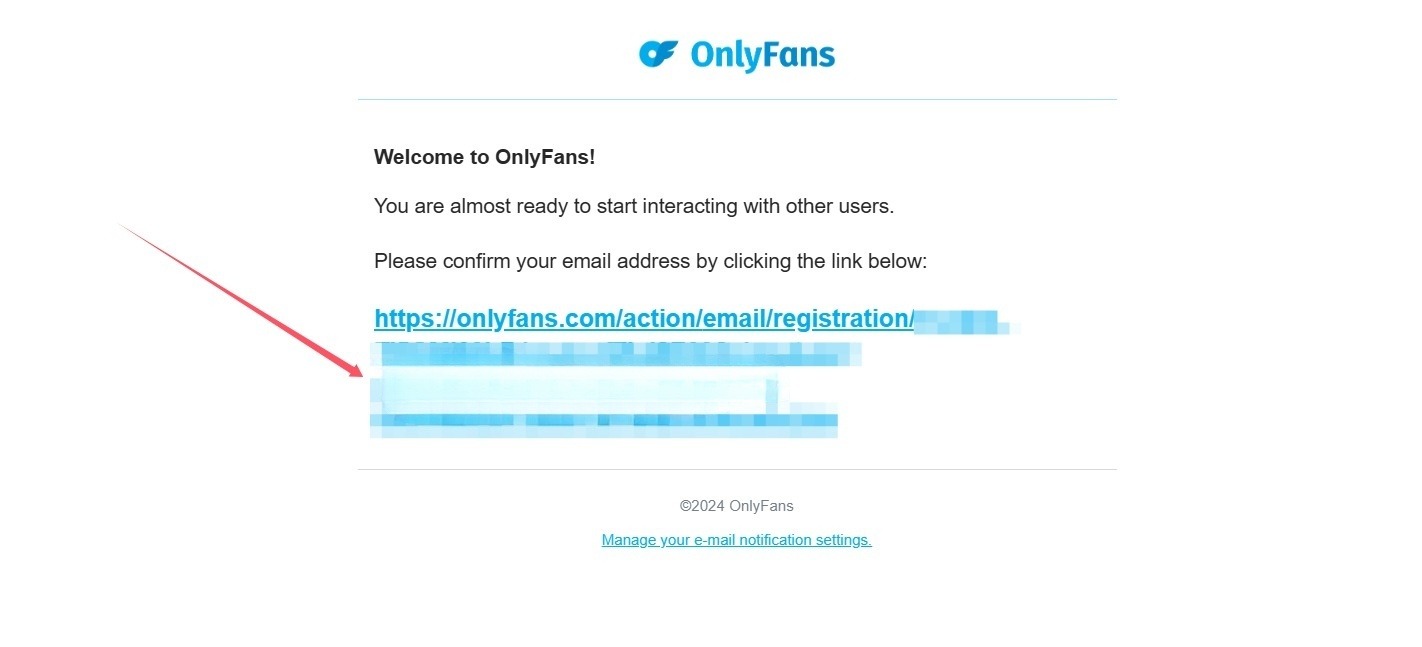 OnlyFans
Welcome to OnlyFans!
You are almost ready to start interacting with other users.
Please confirm your email address by clicking the link below:
https://onlyfans.com/action/email/registration/
©2024 OnlyFans
Manage your e-mail notification settings.